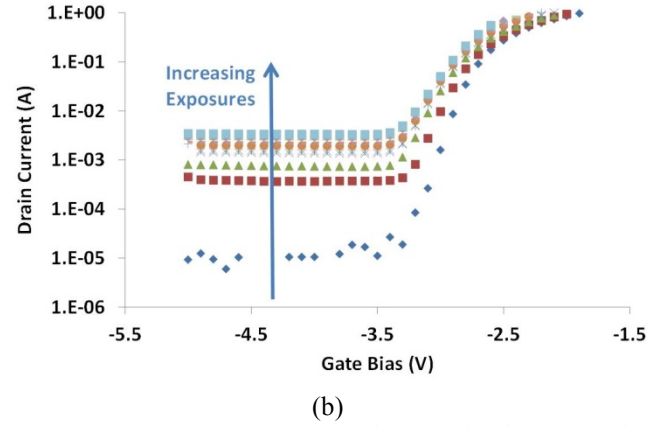 1.E+00
1.E-01
1.E-02
1.E-03
1.E-04
1.E-05
1.E-06
Drain Current (A)
Increasing
Exposures
-5.5 -4.5 -3.5 -2.5 -1.5
Gate Bias (V)
(b)